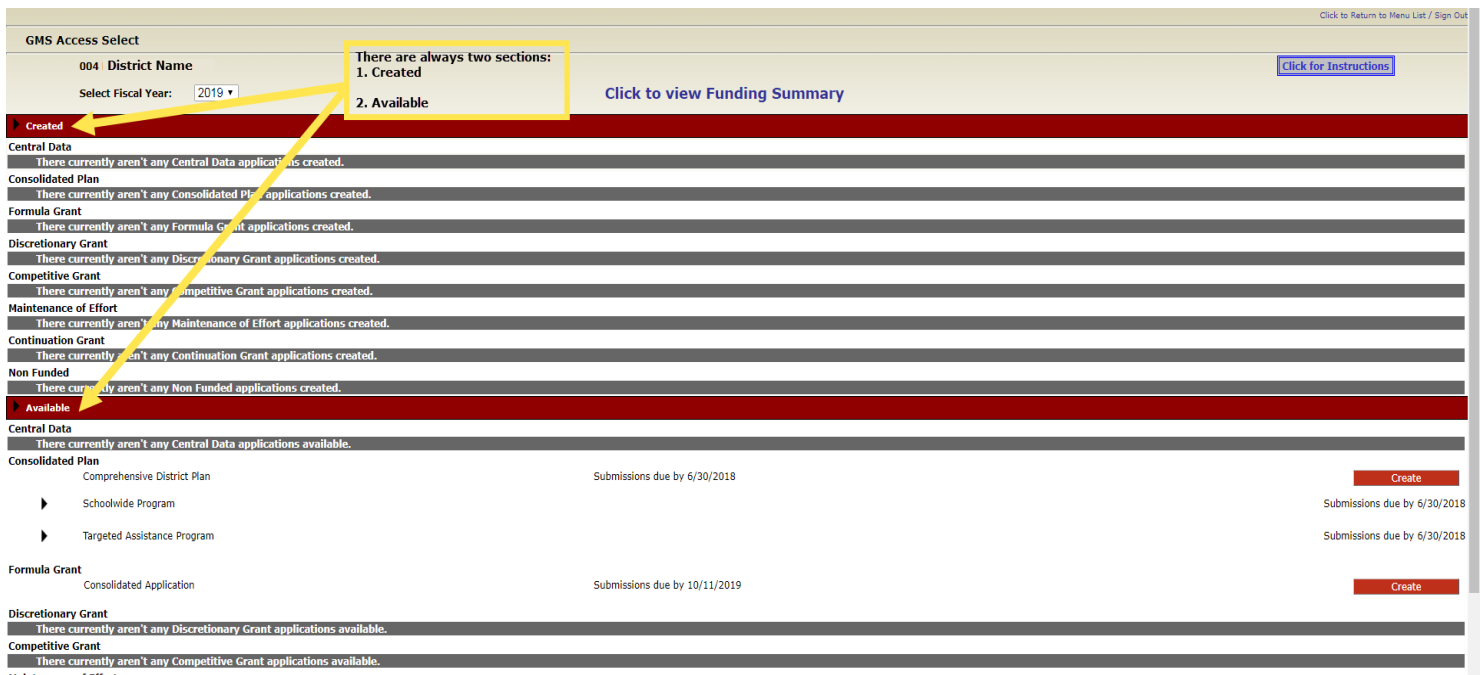 Click to Return to Menu List / Sign Out
GMS Access Select
004 District Name
There are always two sections:
1. Created
2. Available
Click for Instructions
Select Fiscal Year: 2019
Click to view Funding Summary
Created
Central Data
There currently aren't any Central Data applications created.
Consolidated Plan
There currently aren't any Consolidated Plan applications created.
Formula Grant
There currently aren't any Formula Grant applications created.
Discretionary Grant
There currently aren't any Discretionary Grant applications created.
Competitive Grant
There currently aren't any Competitive Grant applications created.
Maintenance of Effort
There currently aren't any Maintenance of Effort applications created.
Continuation Grant
There currently aren't any Continuation Grant applications created.
Non Funded
There currently aren't any Non Funded applications created.
Available
Central Data
There currently aren't any Central Data applications available.
Consolidated Plan
Comprehensive District Plan Submissions due by 6/30/2018 Create
Schoolwide Program Submissions due by 6/30/2018
Targeted Assistance Program Submissions due by 6/30/2018
Formula Grant
Consolidated Application Submissions due by 10/11/2019 Create
Discretionary Grant
There currently aren't any Discretionary Grant applications available.
Competitive Grant
There currently aren't any Competitive Grant applications available.